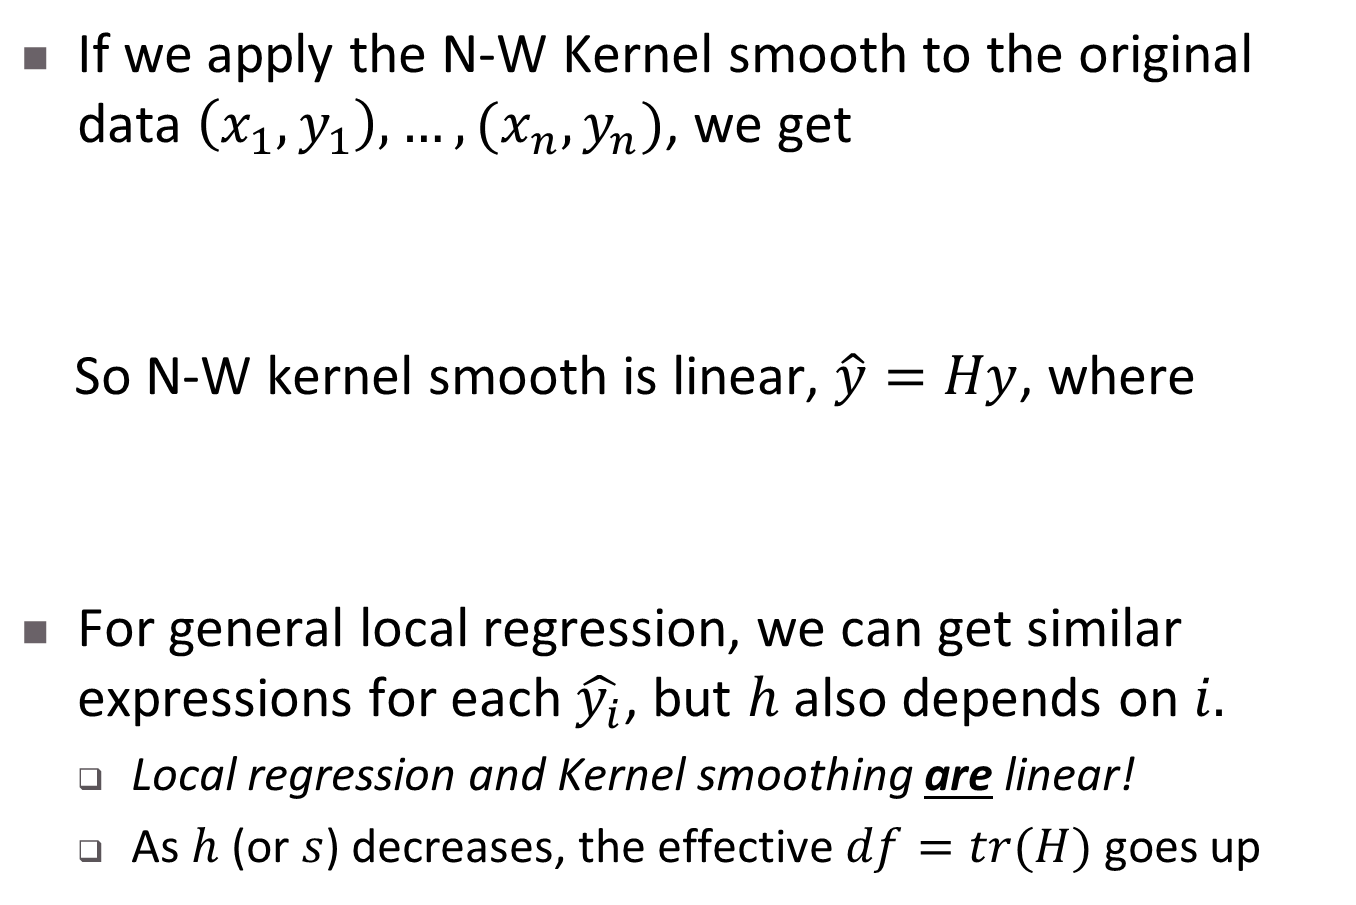 ■ If we apply the N-W Kernel smooth to the original
data (x₁, y₁), … , (xₙ, yₙ), we get
So N-W kernel smooth is linear, ŷ = Hy, where
■ For general local regression, we can get similar
expressions for each ŷᵢ, but h also depends on i.
❑ Local regression and Kernel smoothing are linear!
❑ As h (or s) decreases, the effective df = tr(H) goes up